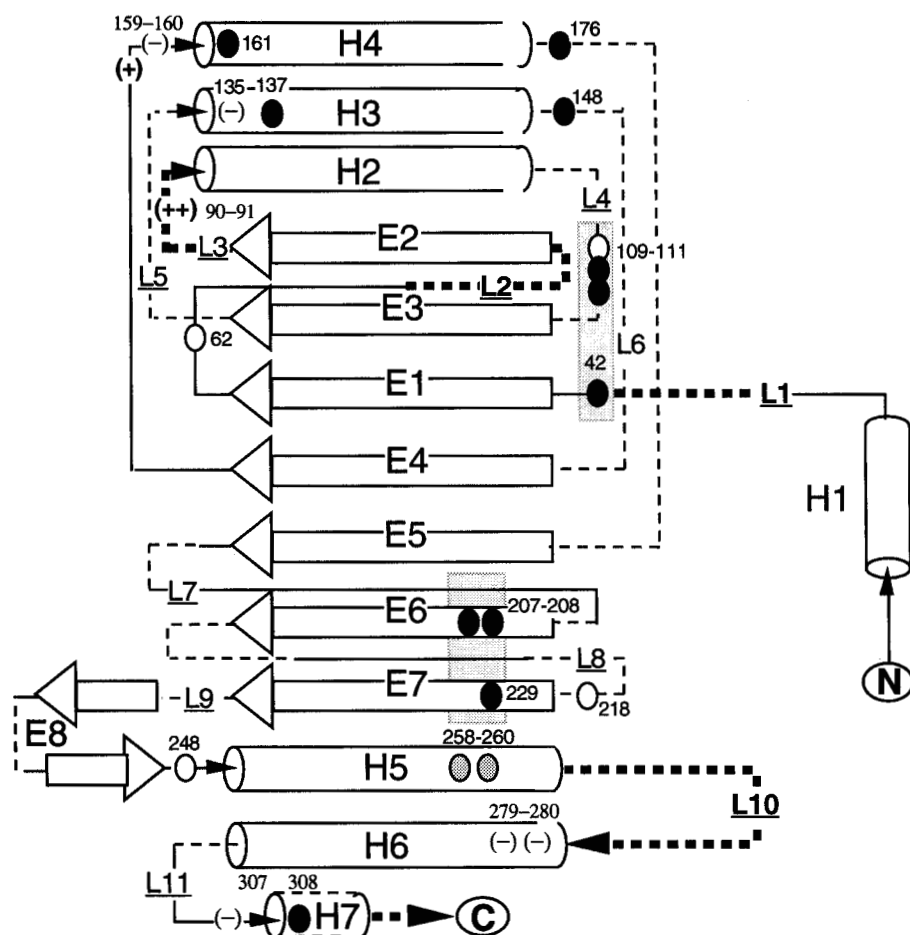 159–160
(–)
161
H4
176
(+)
135-137
(–)
H3
148
H2
(++)
90–91
L4
L3
E2
109-111
L5
L2
E3
62
L6
42
E1
L1
E4
H1
E5
L7
207-208
E6
L8
N
L9
E7
229
218
E8
248
258-260
H5
L10
279–280
H6
(–) (–)
L11
307
308
(–)
H7
C